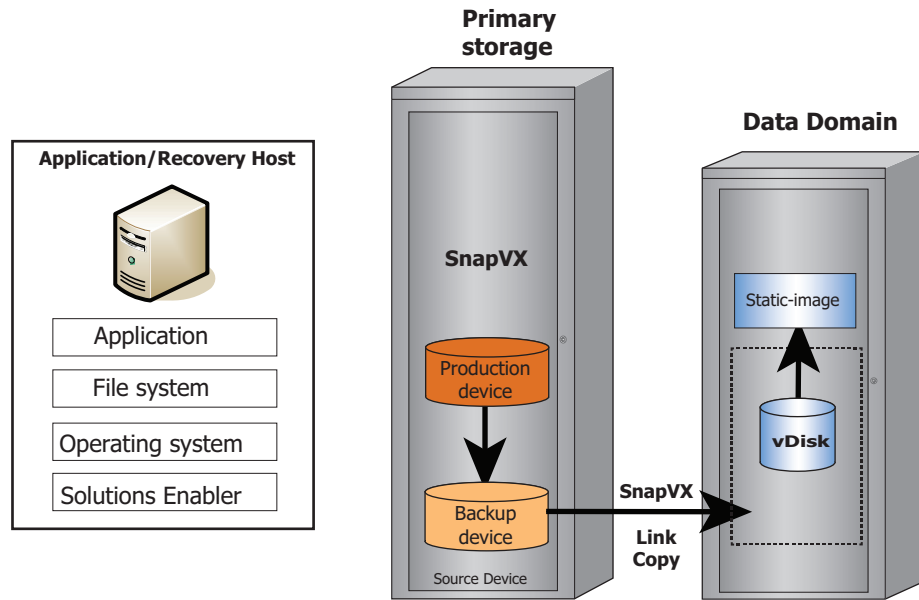 Primary
storage
Data Domain
Application/Recovery Host
Application
File system
Operating system
Solutions Enabler
SnapVX
Production
device
Backup
device
Source Device
SnapVX
Link
Copy
Static-image
vDisk